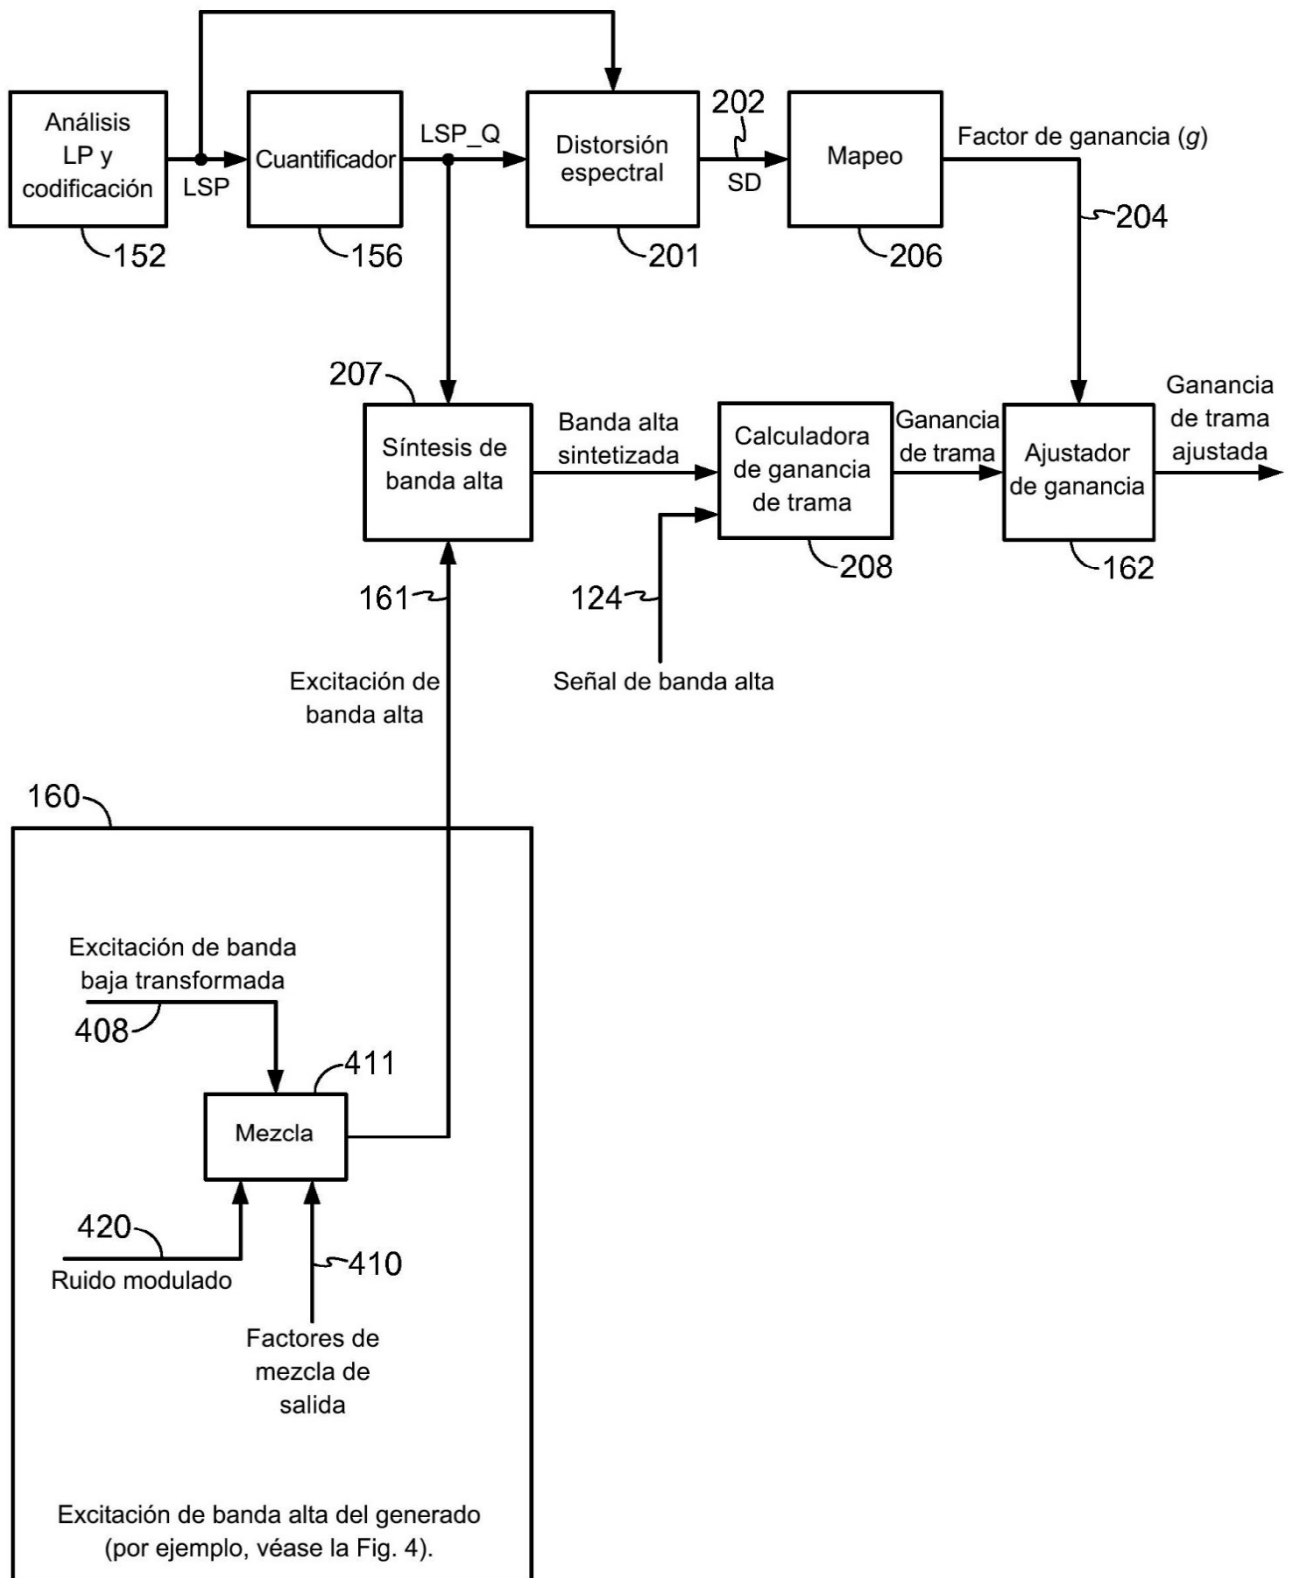 Análisis
LP y
codificación
152
LSP
Cuantificador
156
LSP_Q
Distorsión
espectral
201
202
SD
Mapeo
206
Factor de ganancia (g)
204
207
Síntesis de
banda alta
Banda alta
sintetizada
Calculadora
de ganancia
de trama
208
Ganancia
de trama
Ajustador
de ganancia
162
Ganancia
de trama
ajustada
161
124
Excitación de
banda alta
Señal de banda alta
160
Excitación de banda
baja transformada
408
411
Mezcla
420
Ruido modulado
410
Factores de
mezcla de
salida
Excitación de banda alta del generado
(por ejemplo, véase la Fig. 4).